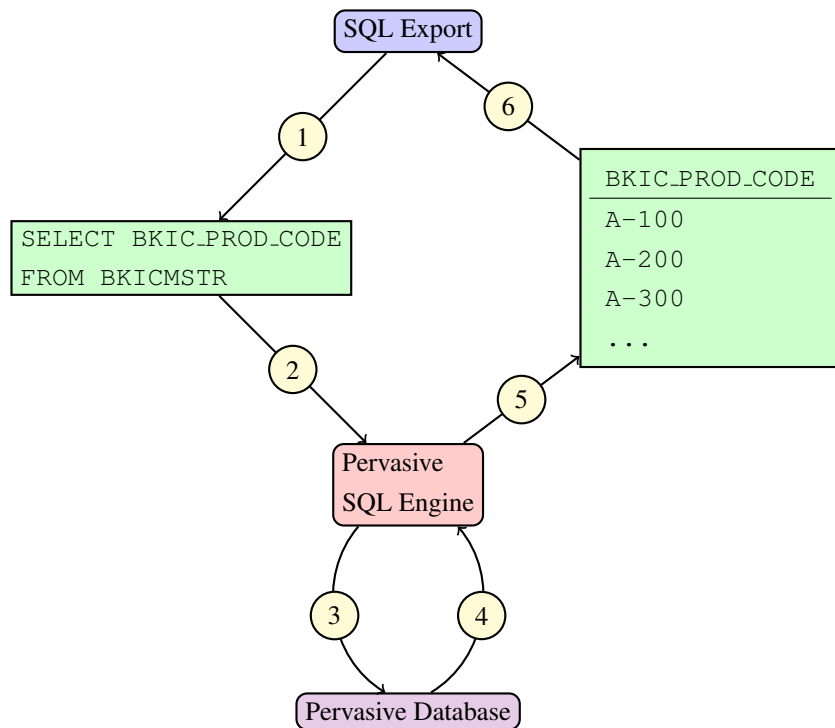 SQL Export
1
6
BKIC_PROD_CODE
A-100
A-200
A-300
...
SELECT BKIC_PROD_CODE
FROM BKICMSTR
2
5
Pervasive
SQL Engine
3
4
Pervasive Database